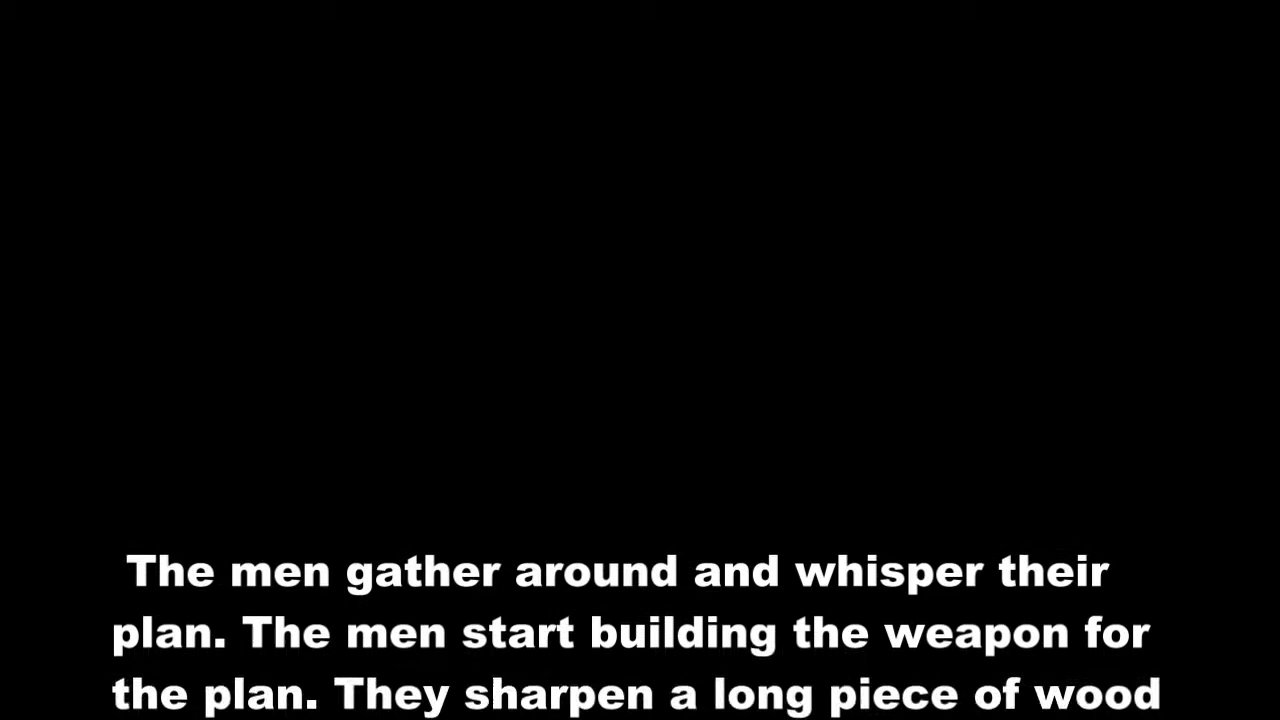 The men gather around and whisper their
plan. The men start building the weapon for
the plan. They sharpen a long piece of wood